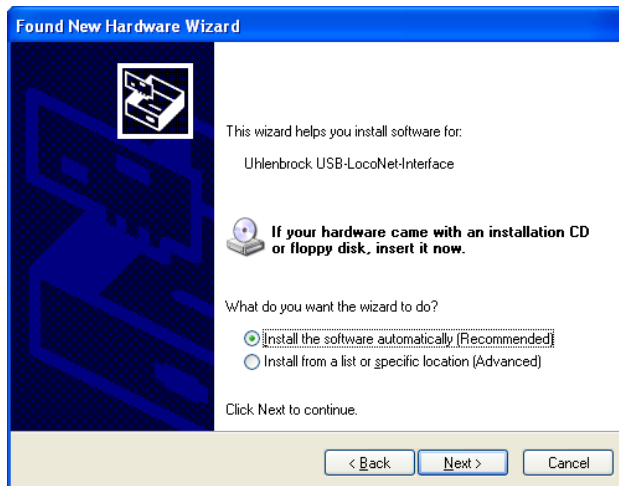 Found New Hardware Wizard
This wizard helps you install software for:
Uhlenbrock USB-LocoNet-Interface
If your hardware came with an installation CD
or floppy disk, insert it now.
What do you want the wizard to do?
Install the software automatically (Recommended)
Install from a list or specific location (Advanced)
Click Next to continue.
< Back Next > Cancel